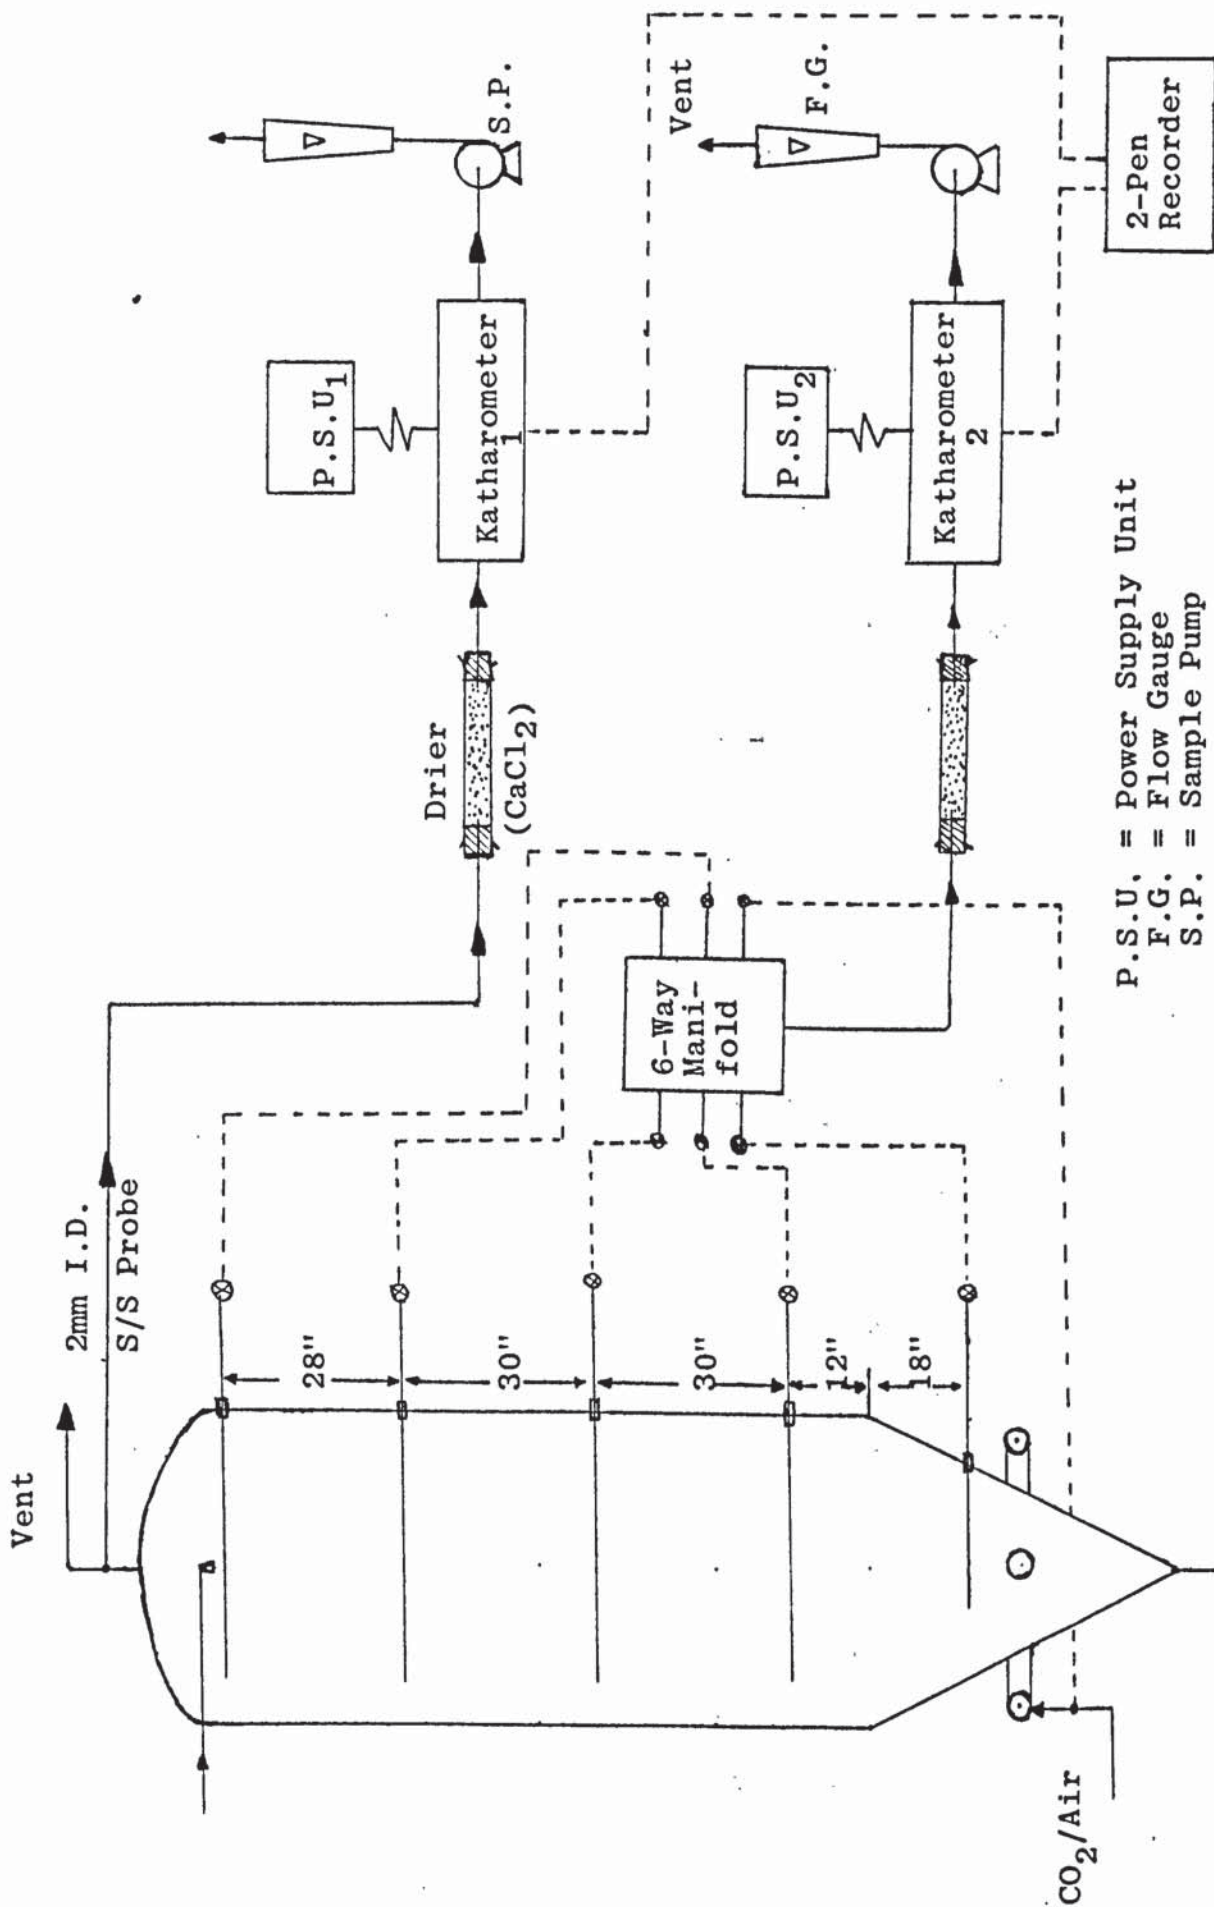 Vent
2mm I.D.
S/S Probe
28"
30"
30"
12"
18"
CO2/Air
Drier
(CaCl2)
6-Way
Mani-
fold
P.S.U1
Katharometer
1
S.P.
P.S.U2
Katharometer
2
Vent
F.G.
2-Pen
Recorder
P.S.U. = Power Supply Unit
F.G. = Flow Gauge
S.P. = Sample Pump